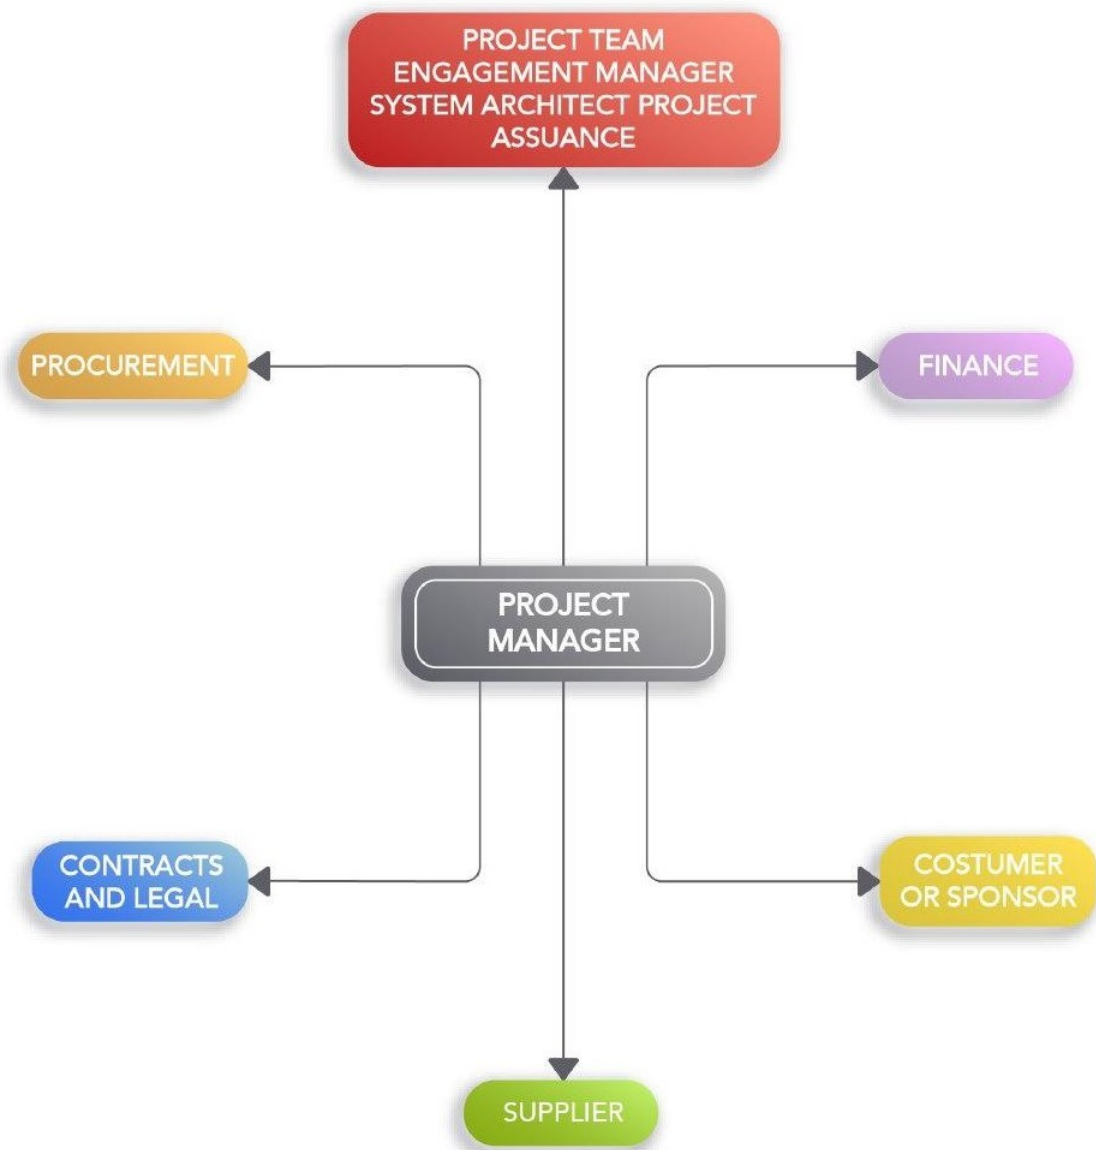 PROJECT TEAM
ENGAGEMENT MANAGER
SYSTEM ARCHITECT PROJECT
ASSUANCE
PROCUREMENT
FINANCE
PROJECT
MANAGER
CONTRACTS
AND LEGAL
COSTUMER
OR SPONSOR
SUPPLIER